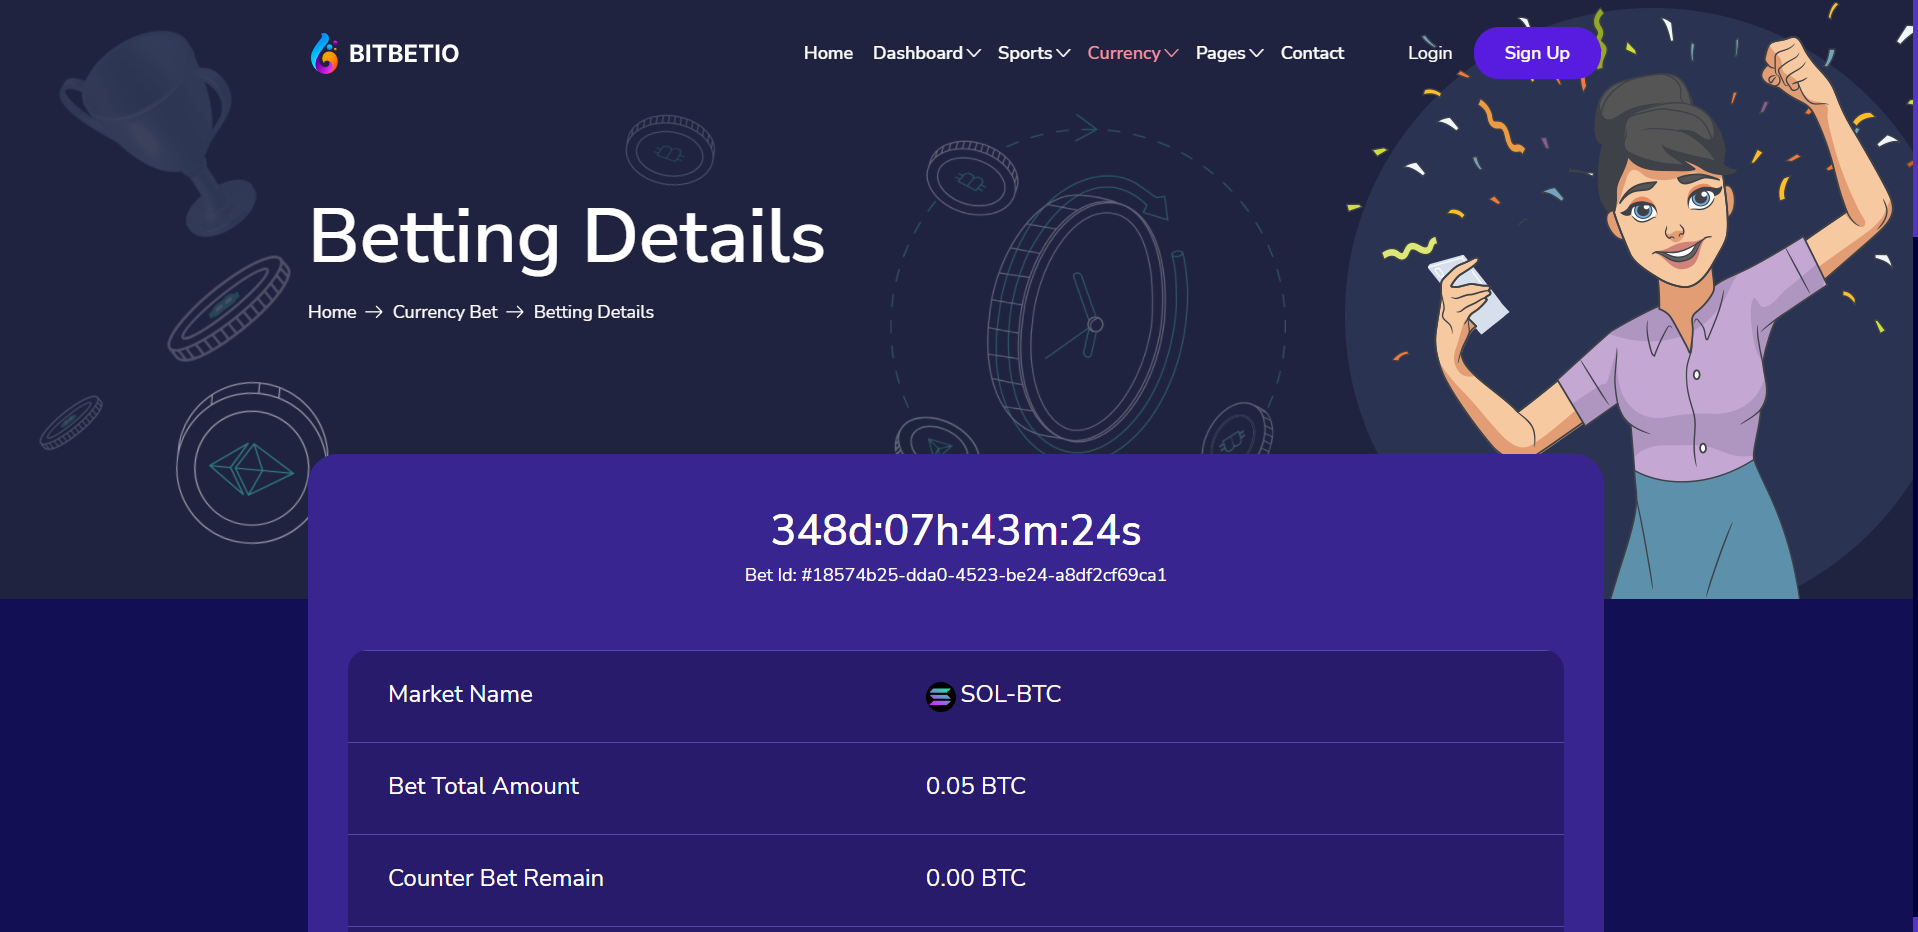 BITBETIO
Home Dashboard Sports Currency Pages Contact Login Sign Up
Betting Details
Home → Currency Bet → Betting Details
348d:07h:43m:24s
Bet Id: #18574b25-dda0-4523-be24-a8df2cf69ca1
Market Name SOL-BTC
Bet Total Amount 0.05 BTC
Counter Bet Remain 0.00 BTC